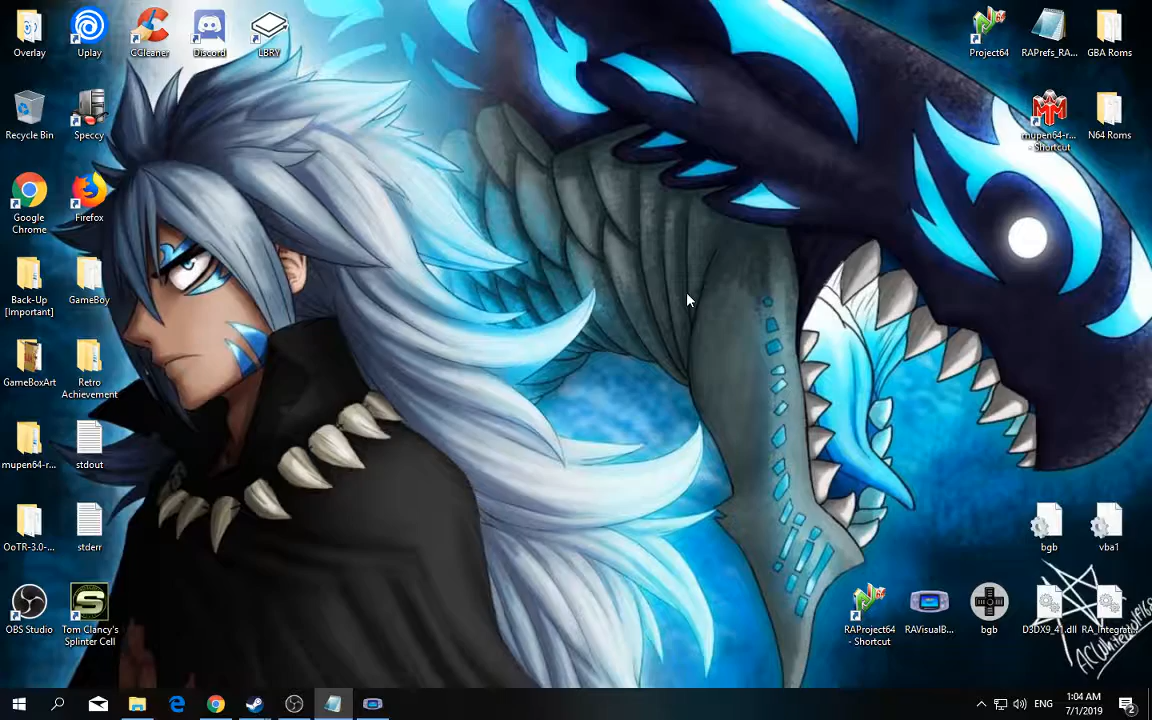 Overlay
Uplay
CCleaner
Discord
LBRY
Project64
RAPrefs_RA...
GBA Roms
Recycle Bin
Speccy
mupen64-r...
- Shortcut
N64 Roms
Google
Chrome
Firefox
Back-Up
[Important]
GameBoy
GameBoxArt
Retro
Achievement
mupen64-r...
stdout
OoTR-3.0-...
stderr
bgb
vba1
OBS Studio
Tom Clancy's
Splinter Cell
RAProject64
- Shortcut
RAVisualB...
bgb
D3DX9_41.dll
RA_Integrat...
ENG
1:04 AM
7/1/2019
2